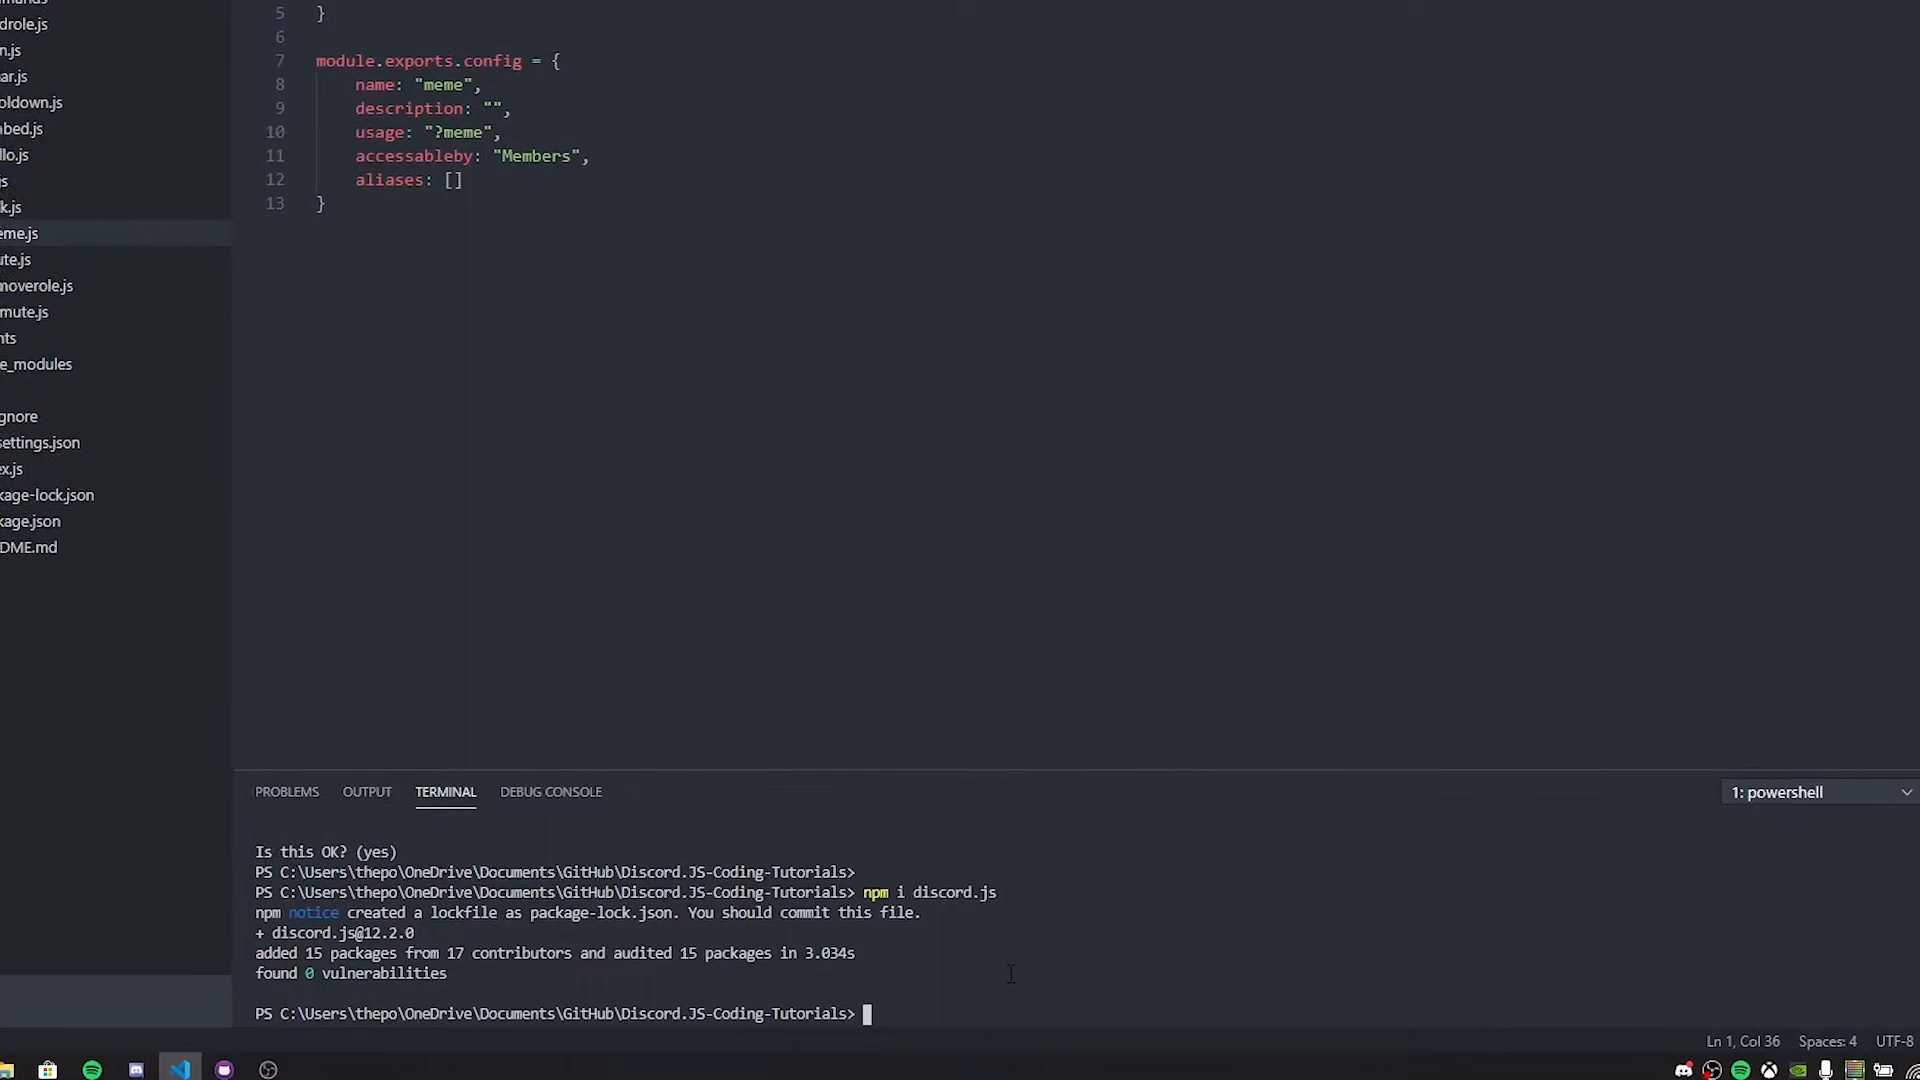 mmands
drole.js
n.js
ar.js
oldown.js
bed.js
llo.js
js
k.js
eme.js
ute.js
moverole.js
mute.js
nts
e_modules
gnore
settings.json
ex.js
kage-lock.json
kage.json
DME.md
5 }
6
7 module.exports.config = {
8 name: "meme",
9 description: "",
10 usage: "?meme",
11 accessableby: "Members",
12 aliases: []
13 }
PROBLEMS OUTPUT TERMINAL DEBUG CONSOLE 1: powershell
Is this OK? (yes)
PS C:\Users\thepo\OneDrive\Documents\GitHub\Discord.JS-Coding-Tutorials>
PS C:\Users\thepo\OneDrive\Documents\GitHub\Discord.JS-Coding-Tutorials> npm i discord.js
npm notice created a lockfile as package-lock.json. You should commit this file.
+ discord.js@12.2.0
added 15 packages from 17 contributors and audited 15 packages in 3.034s
found 0 vulnerabilities
PS C:\Users\thepo\OneDrive\Documents\GitHub\Discord.JS-Coding-Tutorials>
Ln 1, Col 36 Spaces: 4 UTF-8